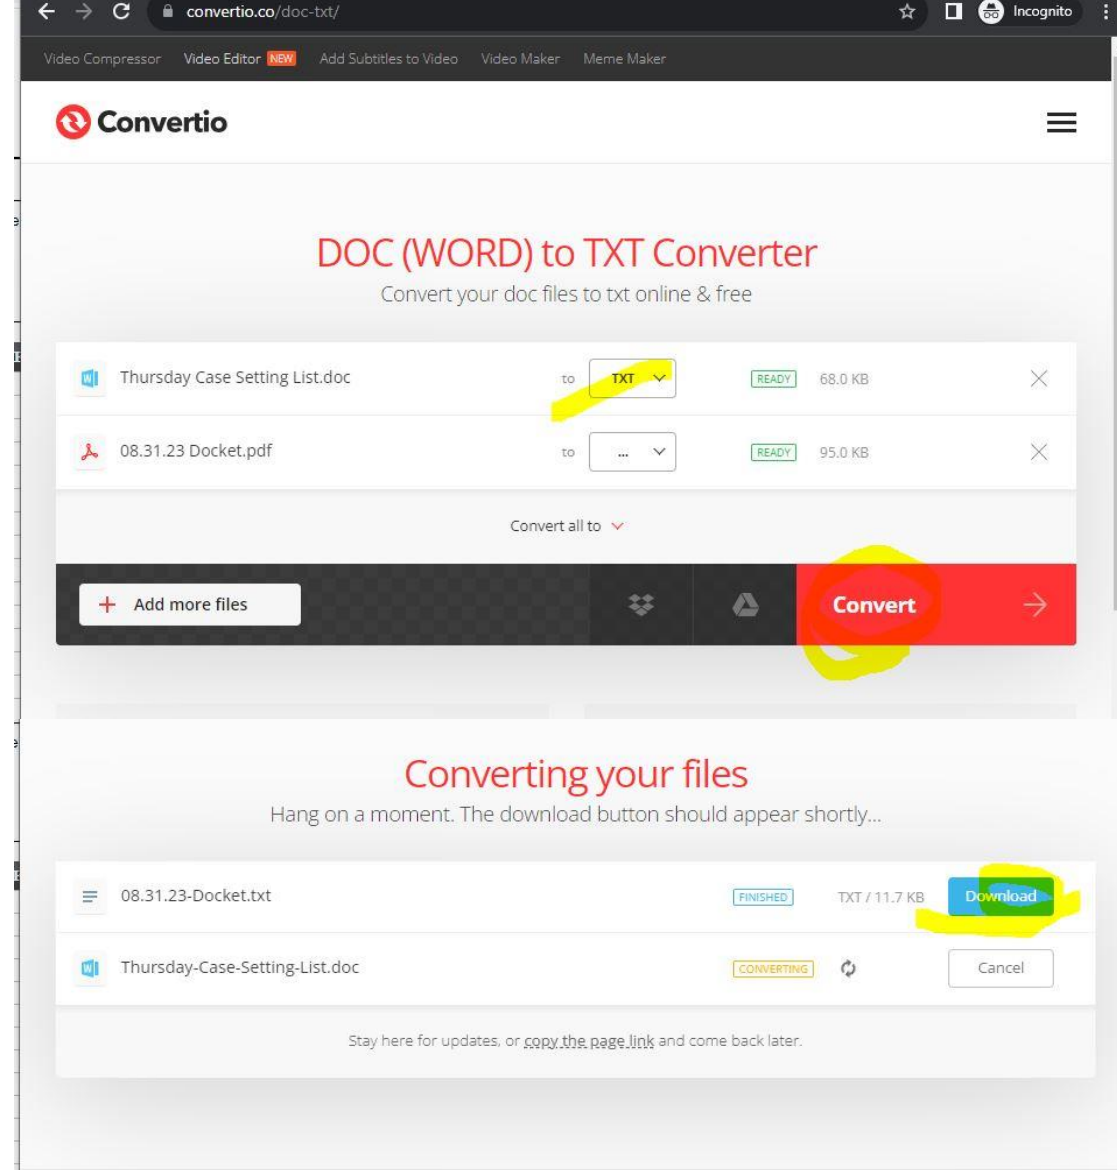 convertio.co/doc-txt/ Incognito
Video Compressor Video Editor NEW Add Subtitles to Video Video Maker Meme Maker
Convertio
DOC (WORD) to TXT Converter
Convert your doc files to txt online & free
Thursday Case Setting List.doc to TXT READY 68.0 KB
08.31.23 Docket.pdf to ... READY 95.0 KB
Convert all to
Add more files Convert
Converting your files
Hang on a moment. The download button should appear shortly...
08.31.23-Docket.txt FINISHED TXT / 11.7 KB Download
Thursday-Case-Setting-List.doc CONVERTING Cancel
Stay here for updates, or copy the page link and come back later.